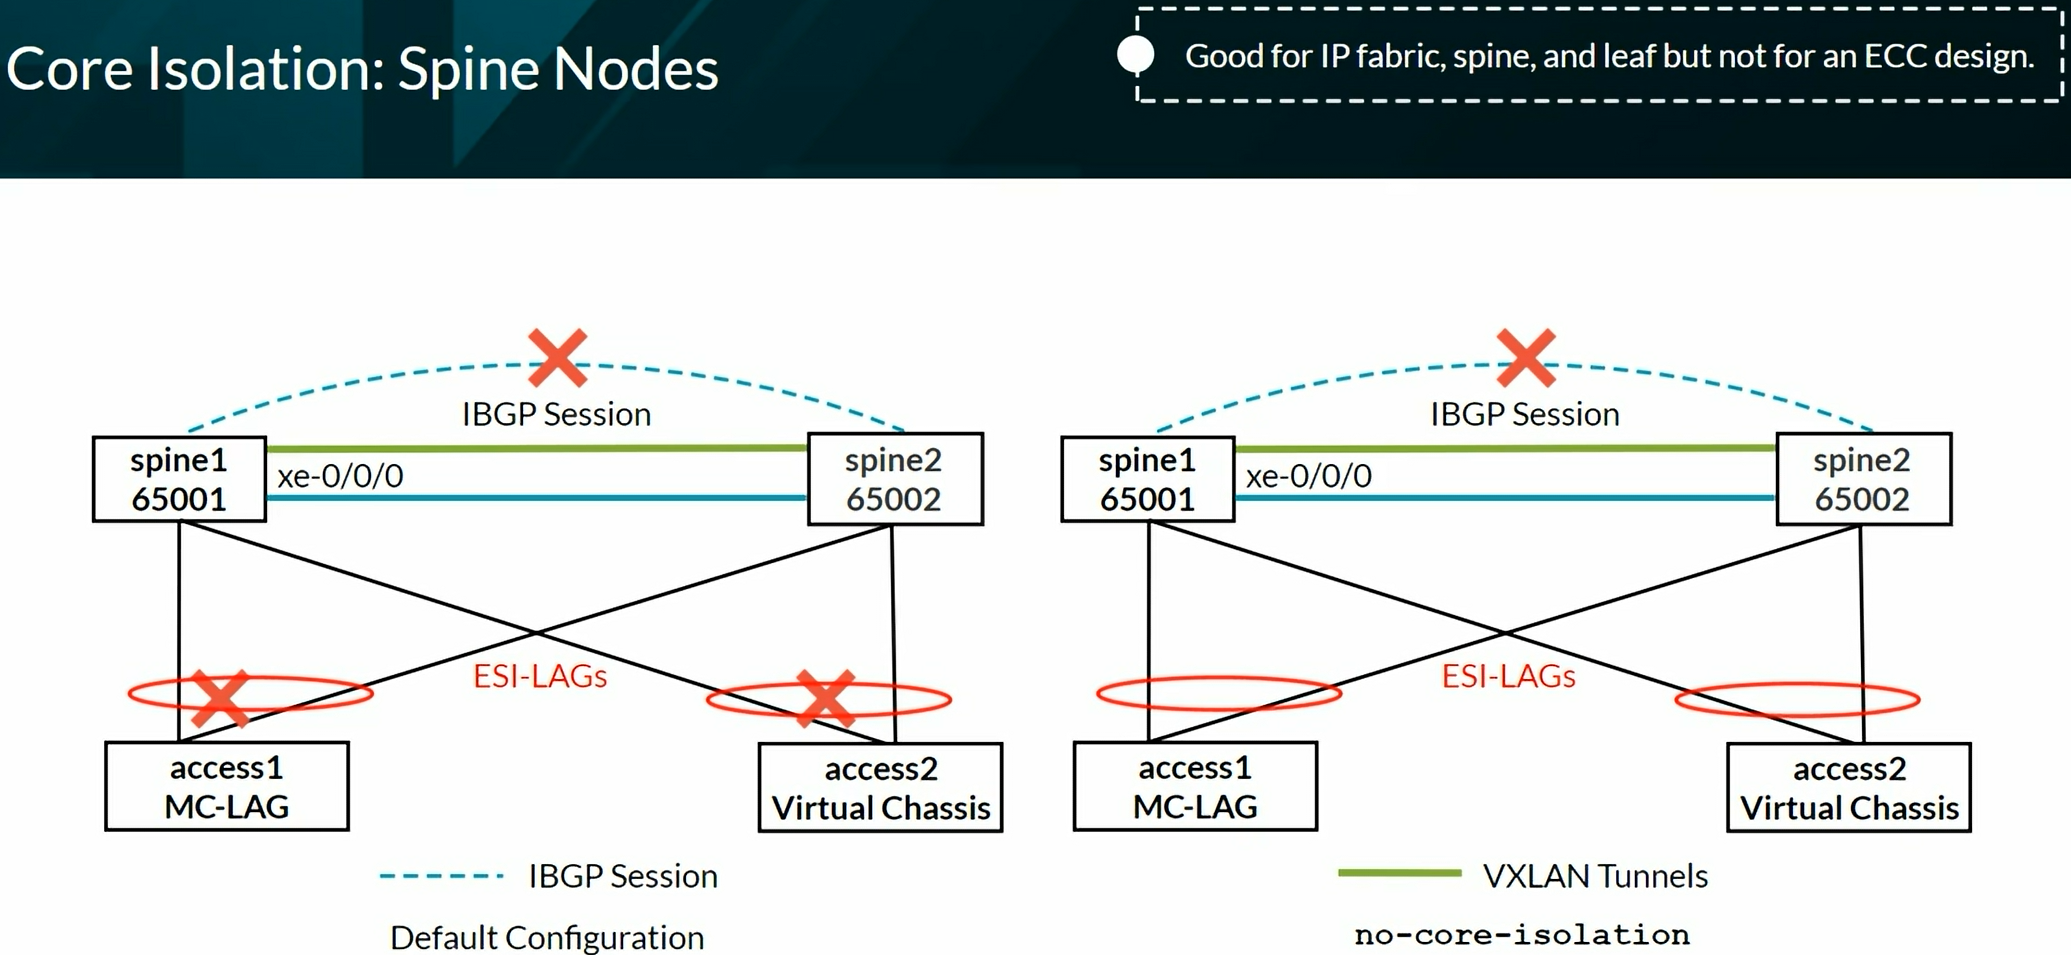 Core Isolation: Spine Nodes
Good for IP fabric, spine, and leaf but not for an ECC design.
IBGP Session
spine1
65001
xe-0/0/0
spine2
65002
ESI-LAGs
access1
MC-LAG
access2
Virtual Chassis
IBGP Session
Default Configuration
IBGP Session
spine1
65001
xe-0/0/0
spine2
65002
ESI-LAGs
access1
MC-LAG
access2
Virtual Chassis
VXLAN Tunnels
no-core-isolation